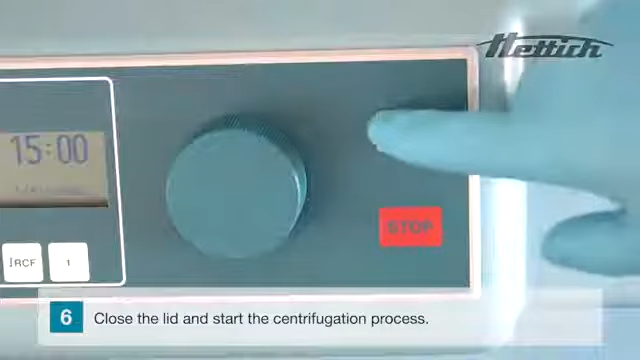 Hettich
15:00
∫RCF
1
STOP
6
Close the lid and start the centrifugation process.